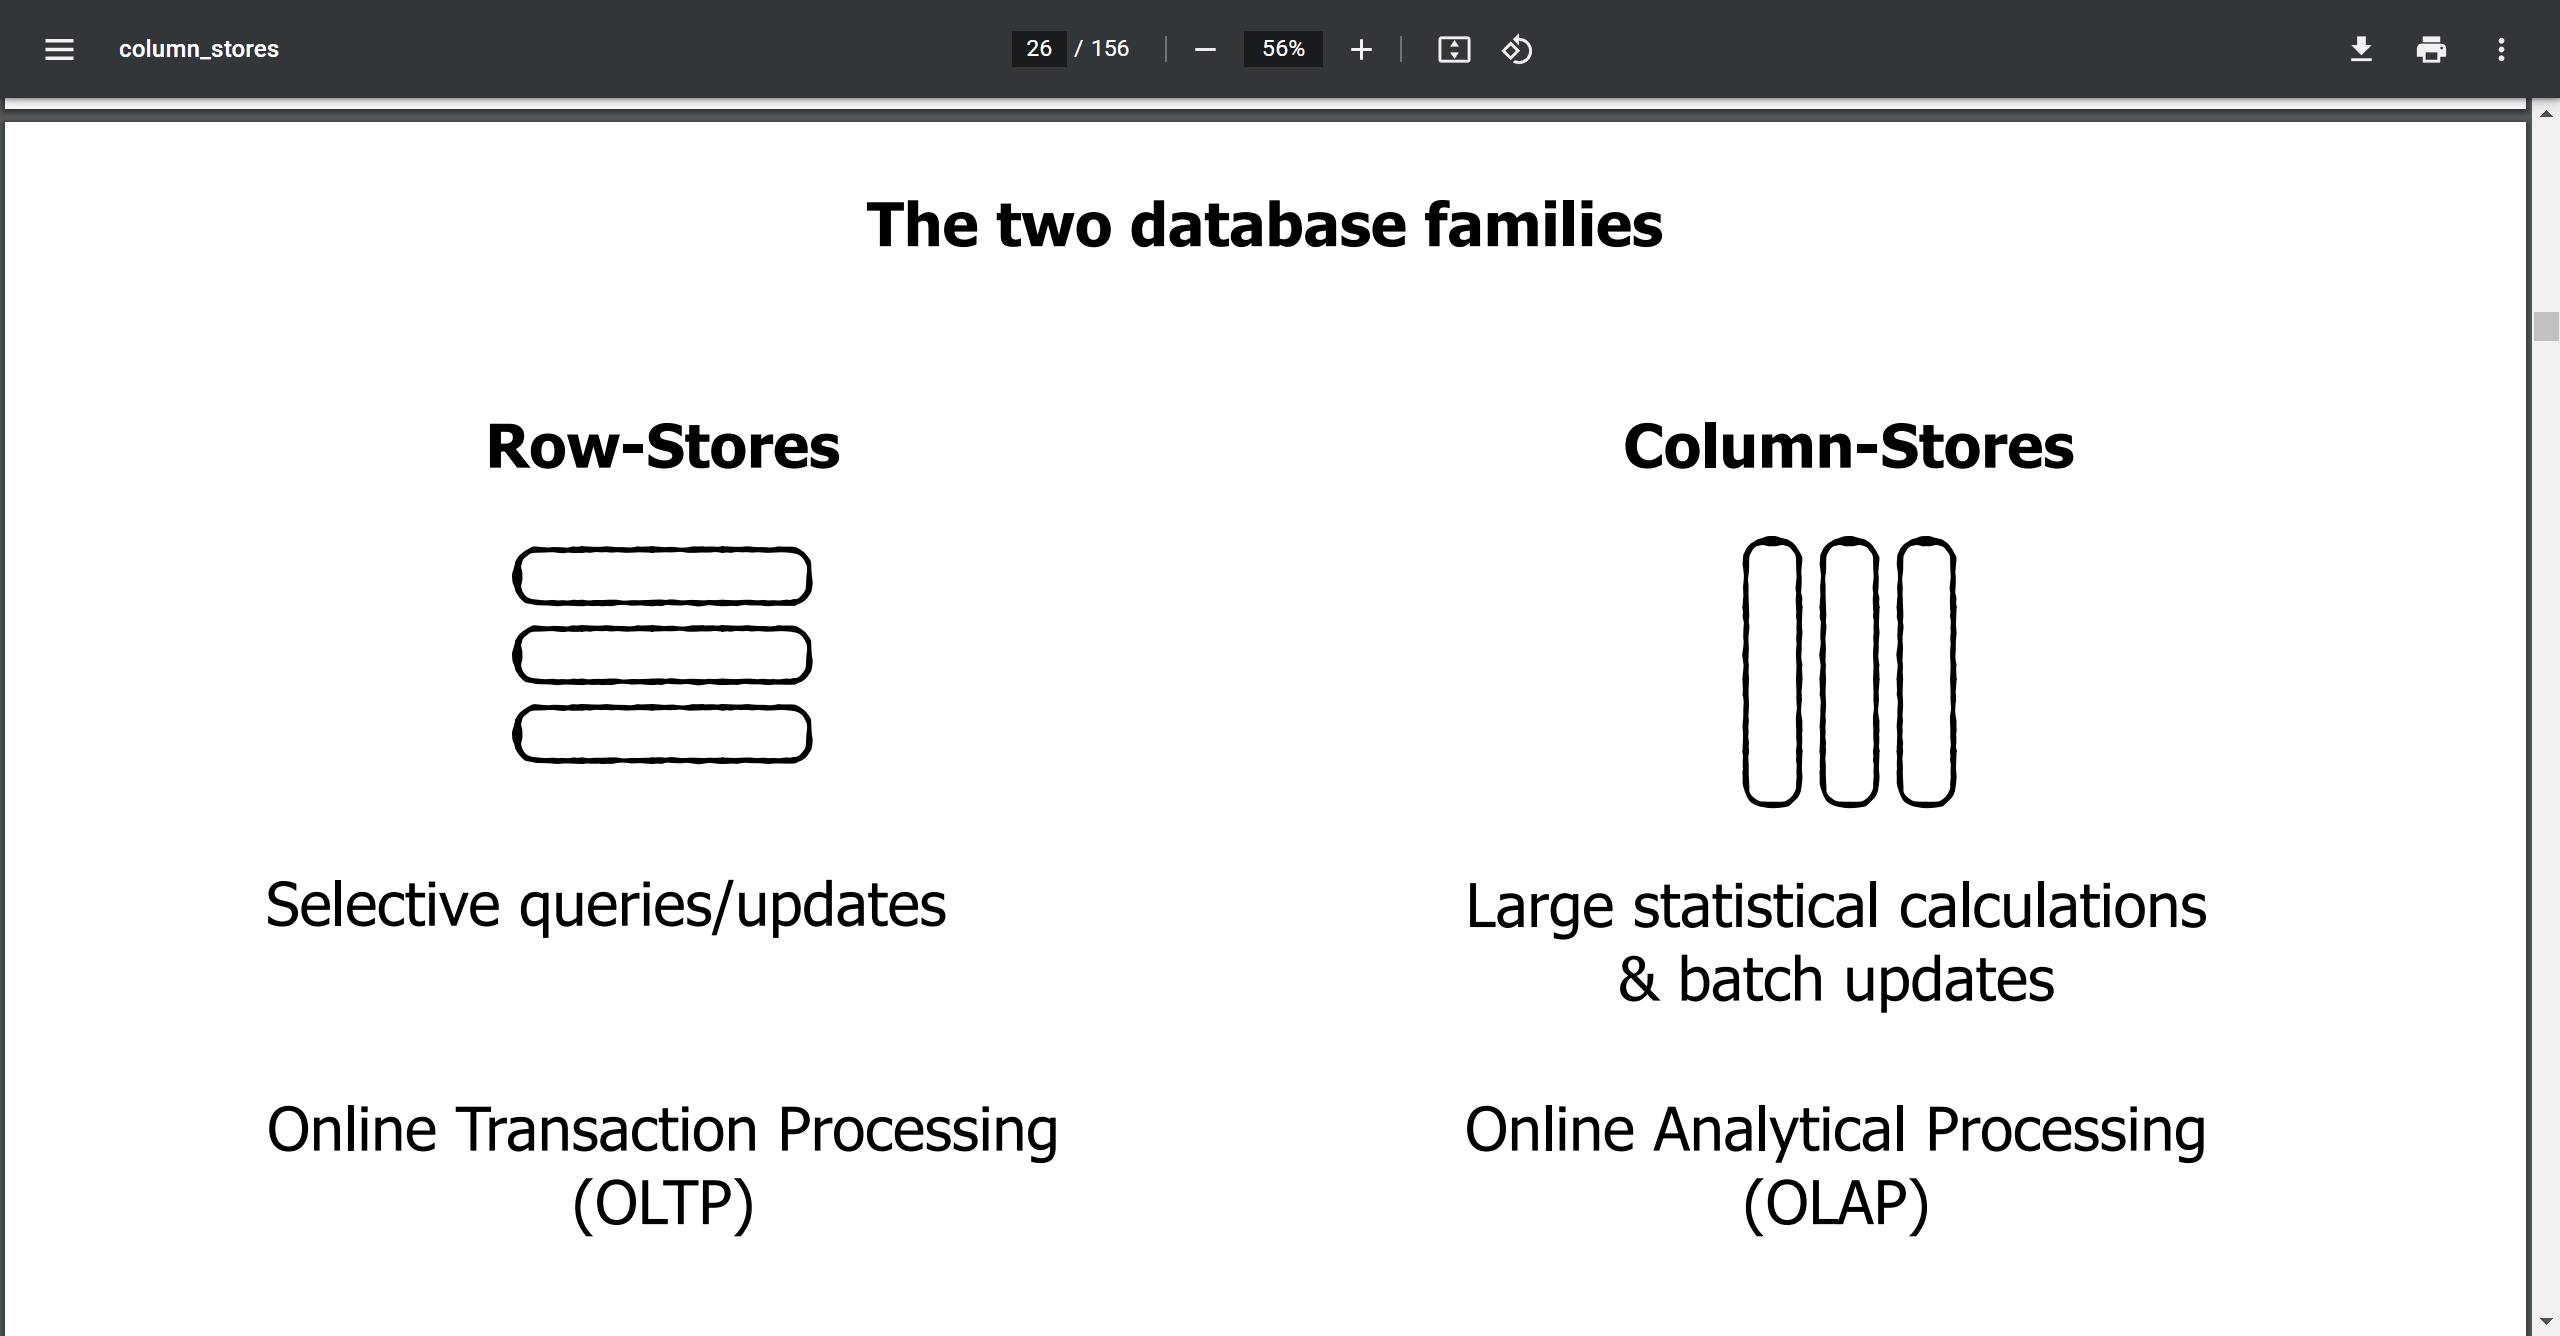 column_stores
26 / 156
56%
The two database families
Row-Stores
Column-Stores
Selective queries/updates
Large statistical calculations
& batch updates
Online Transaction Processing
(OLTP)
Online Analytical Processing
(OLAP)